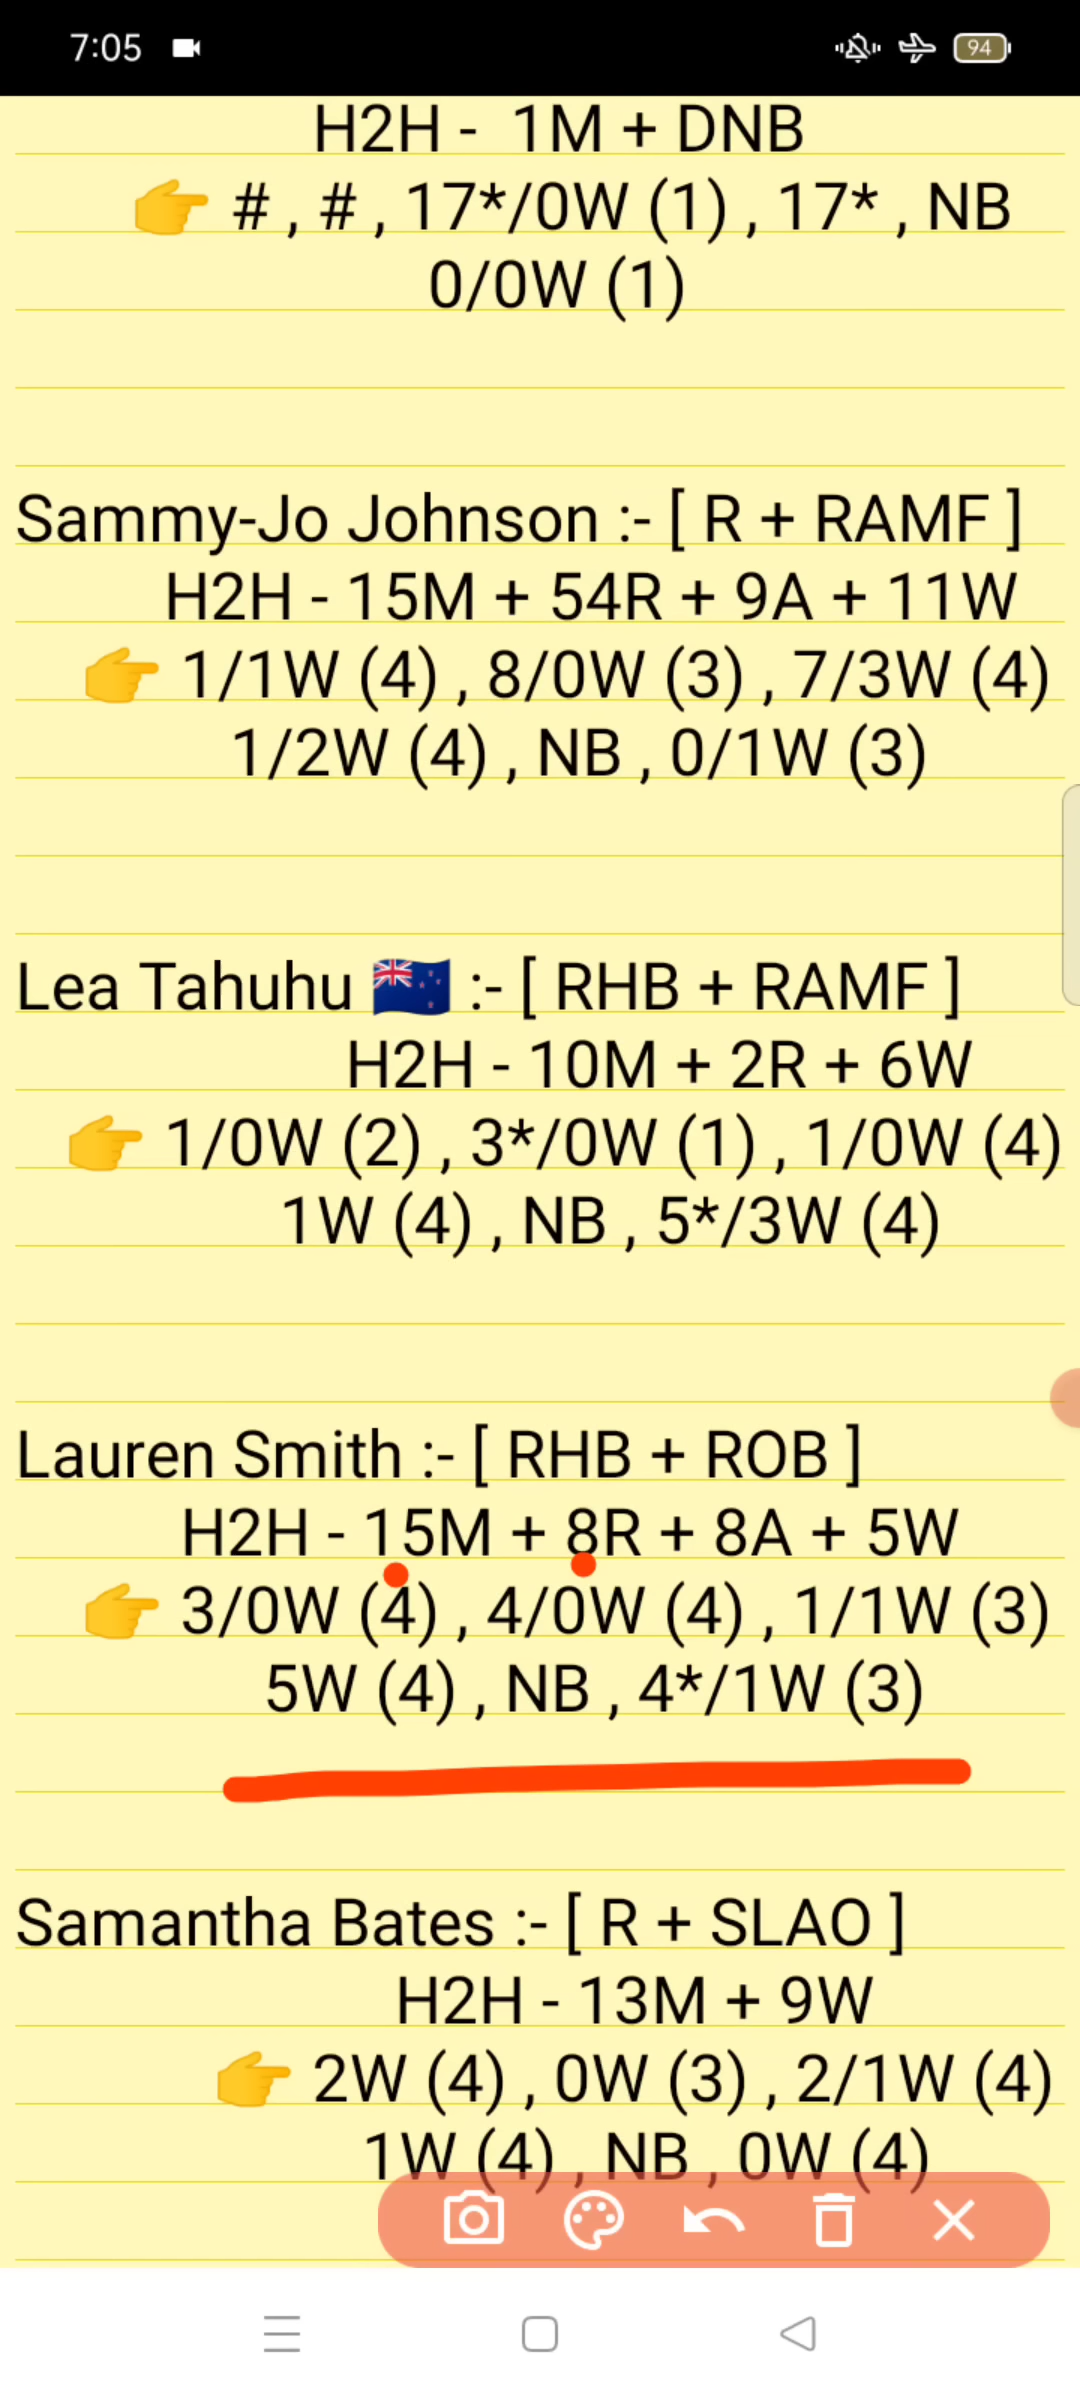 7:05
94
H2H - 1M + DNB
👉 # , # , 17*/0W (1) , 17* , NB
0/0W (1)
Sammy-Jo Johnson :- [ R + RAMF ]
H2H - 15M + 54R + 9A + 11W
👉 1/1W (4) , 8/0W (3) , 7/3W (4)
1/2W (4) , NB , 0/1W (3)
Lea Tahuhu 🇳🇿 :- [ RHB + RAMF ]
H2H - 10M + 2R + 6W
👉 1/0W (2) , 3*/0W (1) , 1/0W (4)
1W (4) , NB , 5*/3W (4)
Lauren Smith :- [ RHB + ROB ]
H2H - 15M + 8R + 8A + 5W
👉 3/0W (4) , 4/0W (4) , 1/1W (3)
5W (4) , NB , 4*/1W (3)
Samantha Bates :- [ R + SLAO ]
H2H - 13M + 9W
👉 2W (4) , 0W (3) , 2/1W (4)
1W (4) , NB , 0W (4)